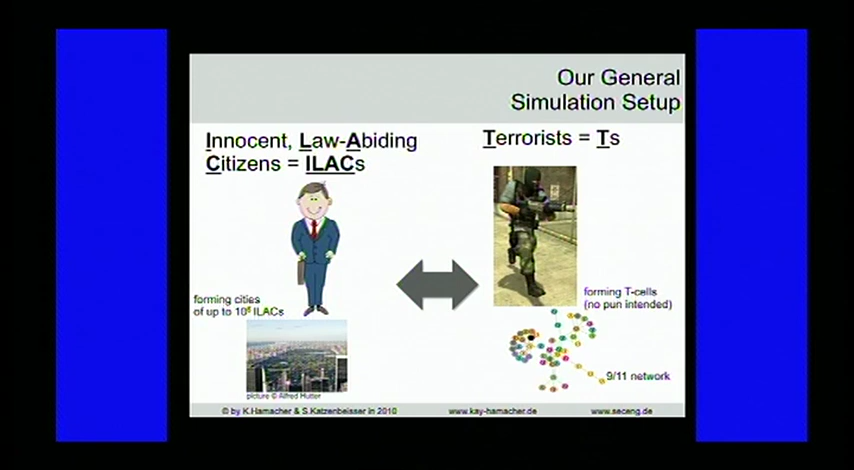 Our General
Simulation Setup
Innocent, Law-Abiding
Citizens = ILACs
Terrorists = Ts
forming cities
of up to 10⁶ ILACs
forming T-cells
(no pun intended)
9/11 network
picture © Alfred Hutter
© by K.Hamacher & S.Katzenbeisser in 2010
www.kay-hamacher.de
www.seceng.de